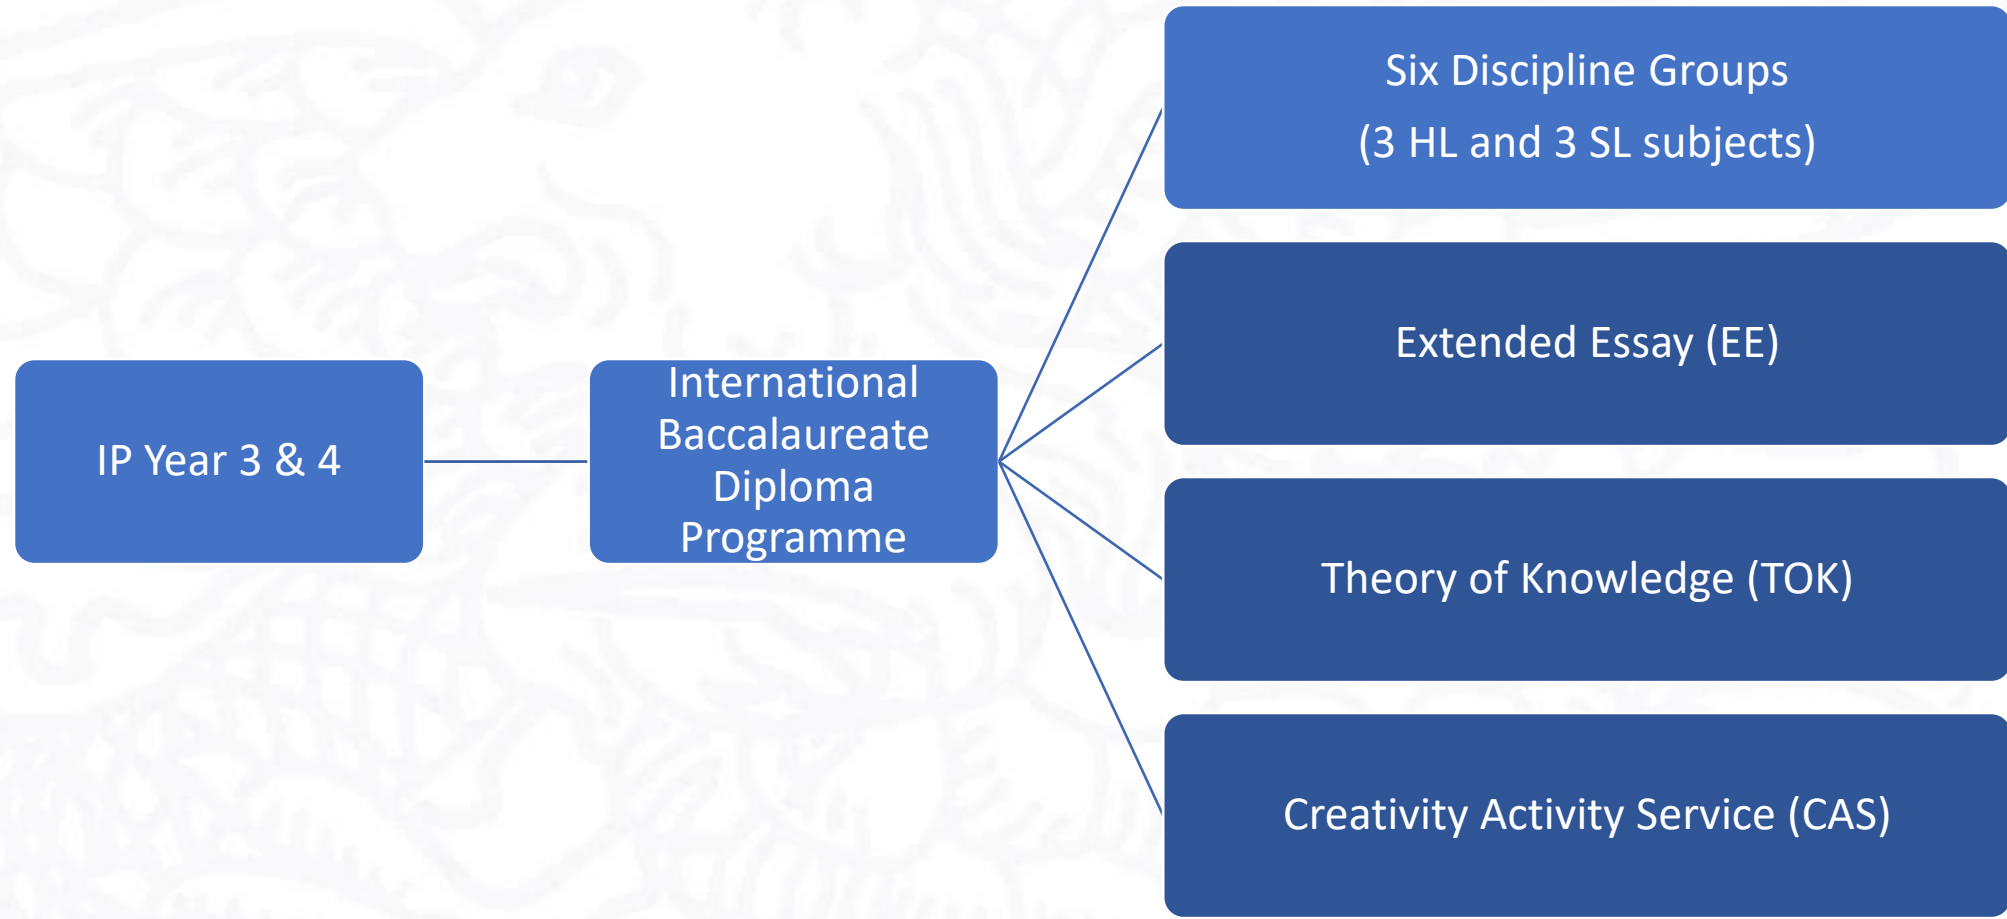 IP Year 3 & 4
International
Baccalaureate
Diploma
Programme
Six Discipline Groups
(3 HL and 3 SL subjects)
Extended Essay (EE)
Theory of Knowledge (TOK)
Creativity Activity Service (CAS)